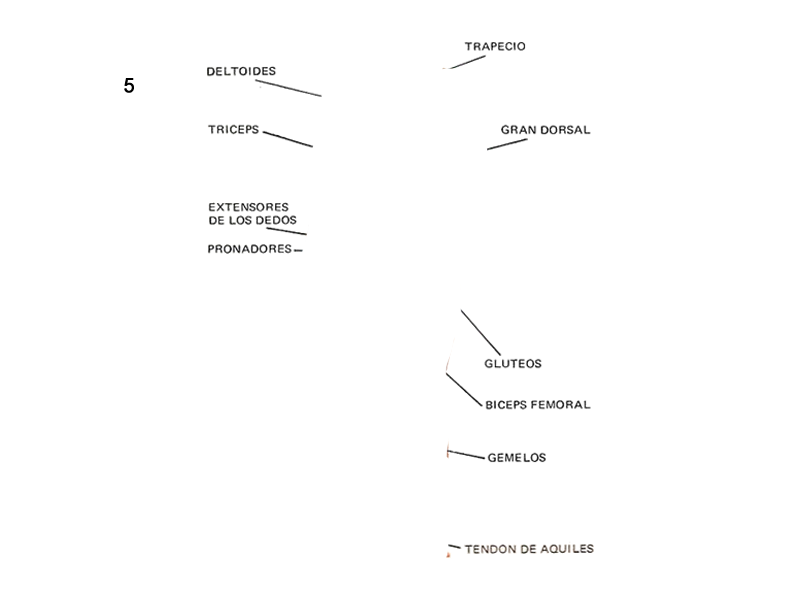 TRAPECIO
DELTOIDES
5
TRICEPS
GRAN DORSAL
EXTENSORES
DE LOS DEDOS
PRONADORES
GLUTEOS
BICEPS FEMORAL
GEMELOS
TENDON DE AQUILES